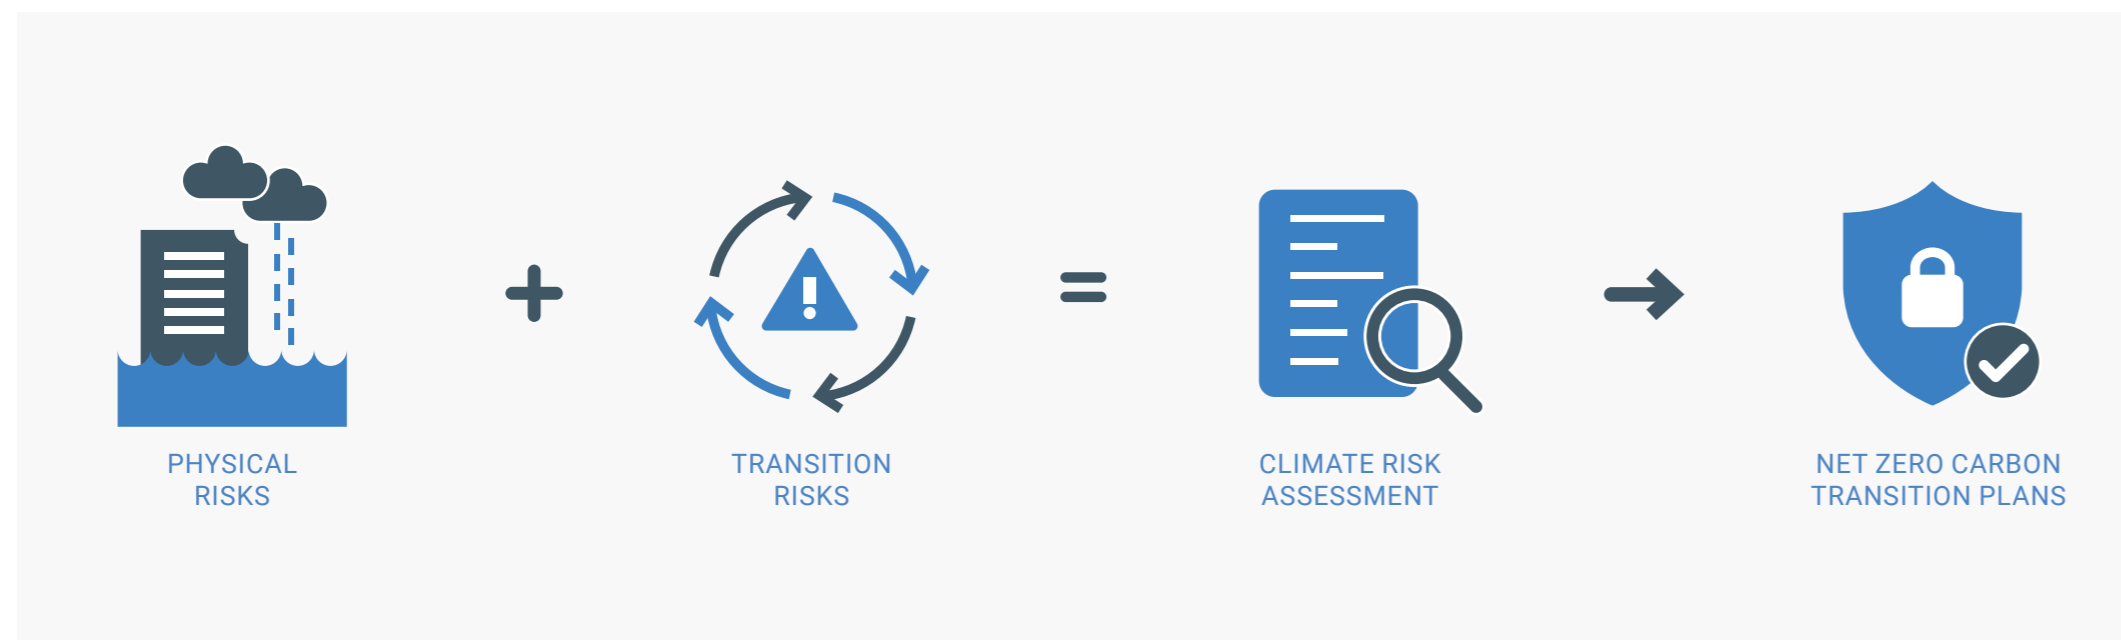 PHYSICAL
RISKS
TRANSITION
RISKS
CLIMATE RISK
ASSESSMENT
NET ZERO CARBON
TRANSITION PLANS